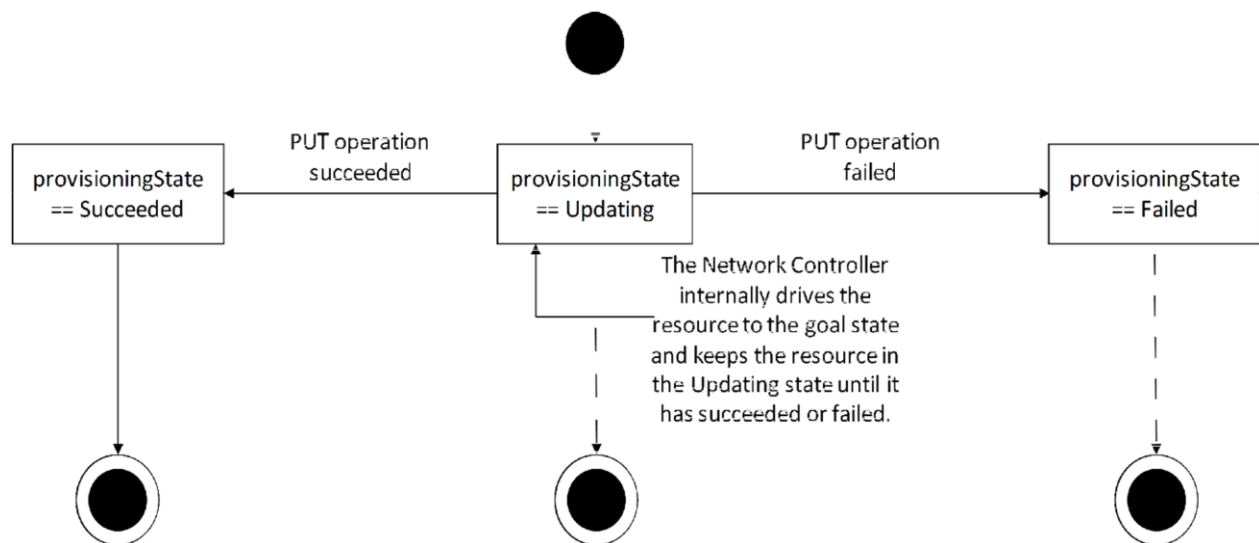 PUT operation
succeeded
PUT operation
failed
provisioningState
== Succeeded
provisioningState
== Updating
provisioningState
== Failed
The Network Controller
internally drives the
resource to the goal state
and keeps the resource in
the Updating state until it
has succeeded or failed.